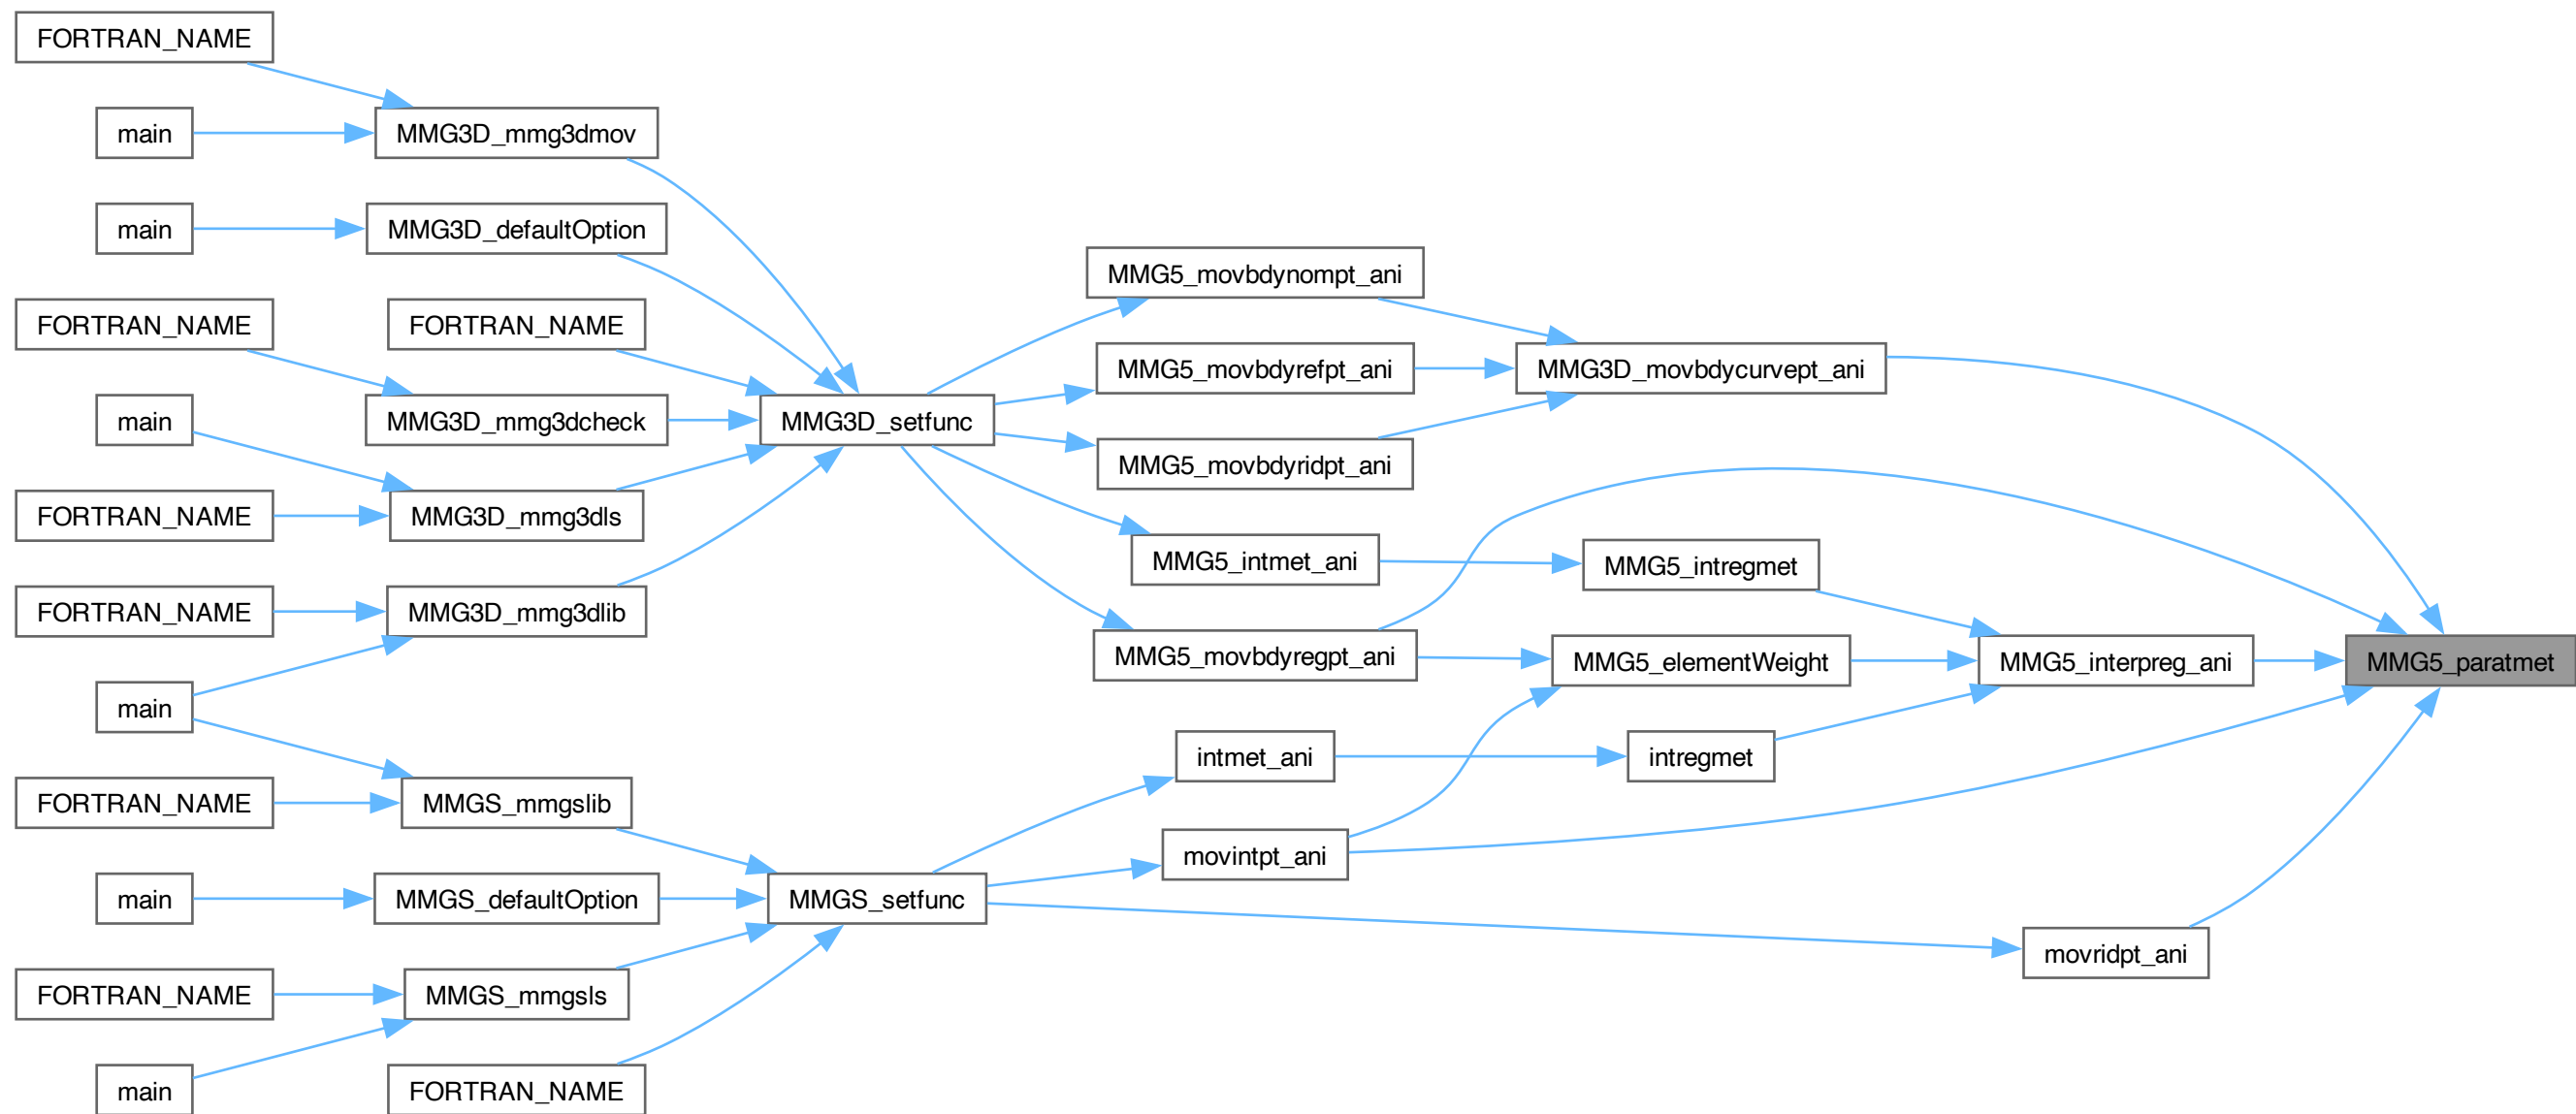 FORTRAN_NAME
main
MMG3D_mmg3dmov
main
MMG3D_defaultOption
MMG5_movbdynompt_ani
FORTRAN_NAME
FORTRAN_NAME
MMG5_movbdyrefpt_ani
MMG3D_movbdycurvept_ani
main
MMG3D_mmg3dcheck
MMG3D_setfunc
MMG5_movbdyridpt_ani
FORTRAN_NAME
MMG3D_mmg3dls
MMG5_intmet_ani
MMG5_intregmet
FORTRAN_NAME
MMG3D_mmg3dlib
MMG5_movbdyregpt_ani
MMG5_elementWeight
MMG5_interpreg_ani
MMG5_paratmet
main
intmet_ani
intregmet
FORTRAN_NAME
MMGS_mmgslib
movintpt_ani
main
MMGS_defaultOption
MMGS_setfunc
movridpt_ani
FORTRAN_NAME
MMGS_mmgsls
main
FORTRAN_NAME